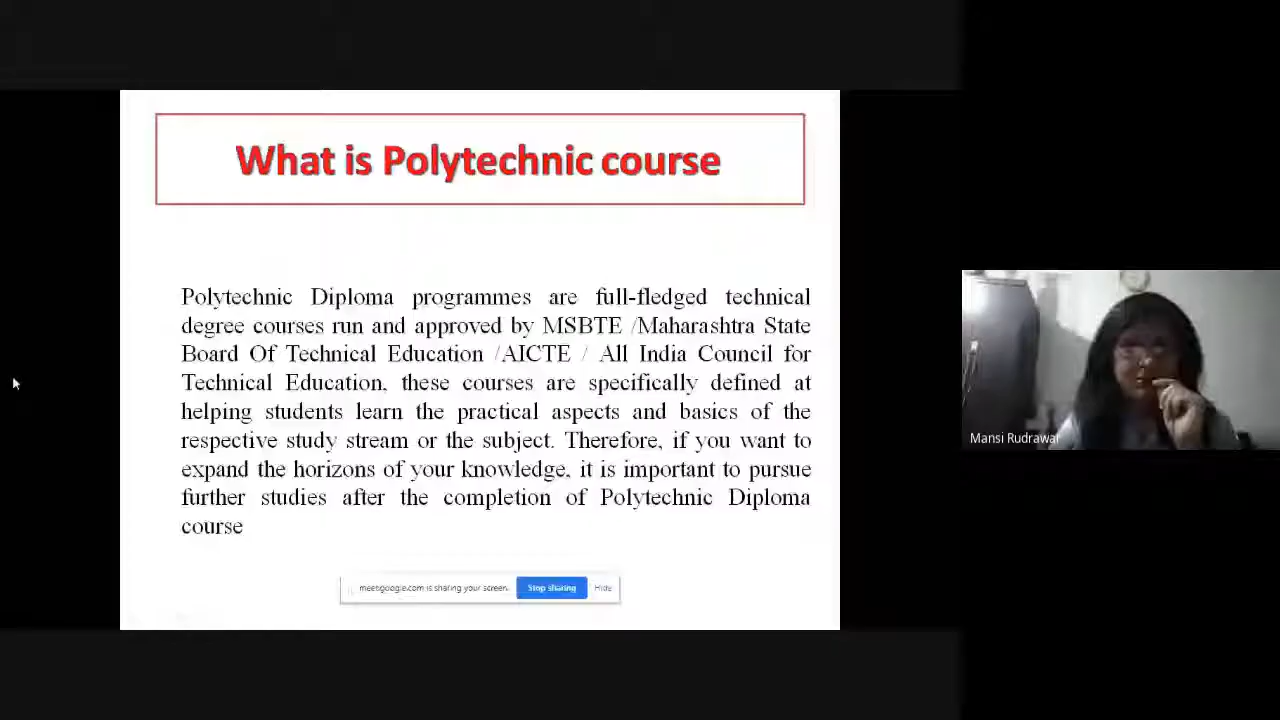 What is Polytechnic course
Polytechnic Diploma programmes are full-fledged technical
degree courses run and approved by MSBTE /Maharashtra State
Board Of Technical Education /AICTE / All India Council for
Technical Education, these courses are specifically defined at
helping students learn the practical aspects and basics of the
respective study stream or the subject. Therefore, if you want to
expand the horizons of your knowledge, it is important to pursue
further studies after the completion of Polytechnic Diploma
course
meet.google.com is sharing your screen. Stop sharing Hide
Mansi Rudrawar